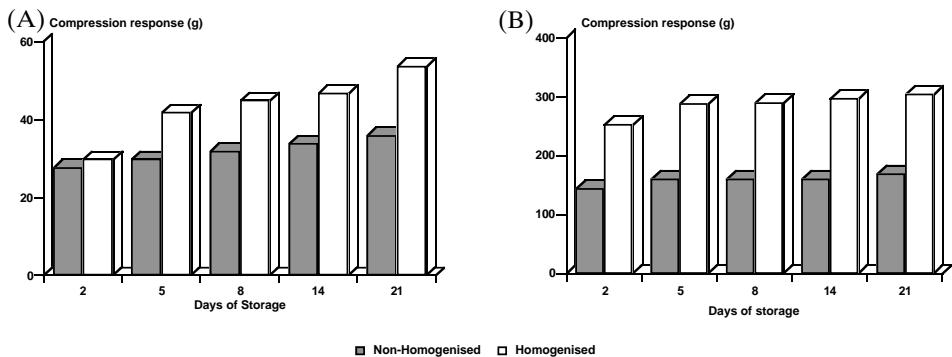 (A)
Compression response (g)
60
40
20
0
2 5 8 14 21
Days of Storage
(B)
Compression response (g)
400
300
200
100
0
2 5 8 14 21
Days of storage
Non-Homogenised Homogenised